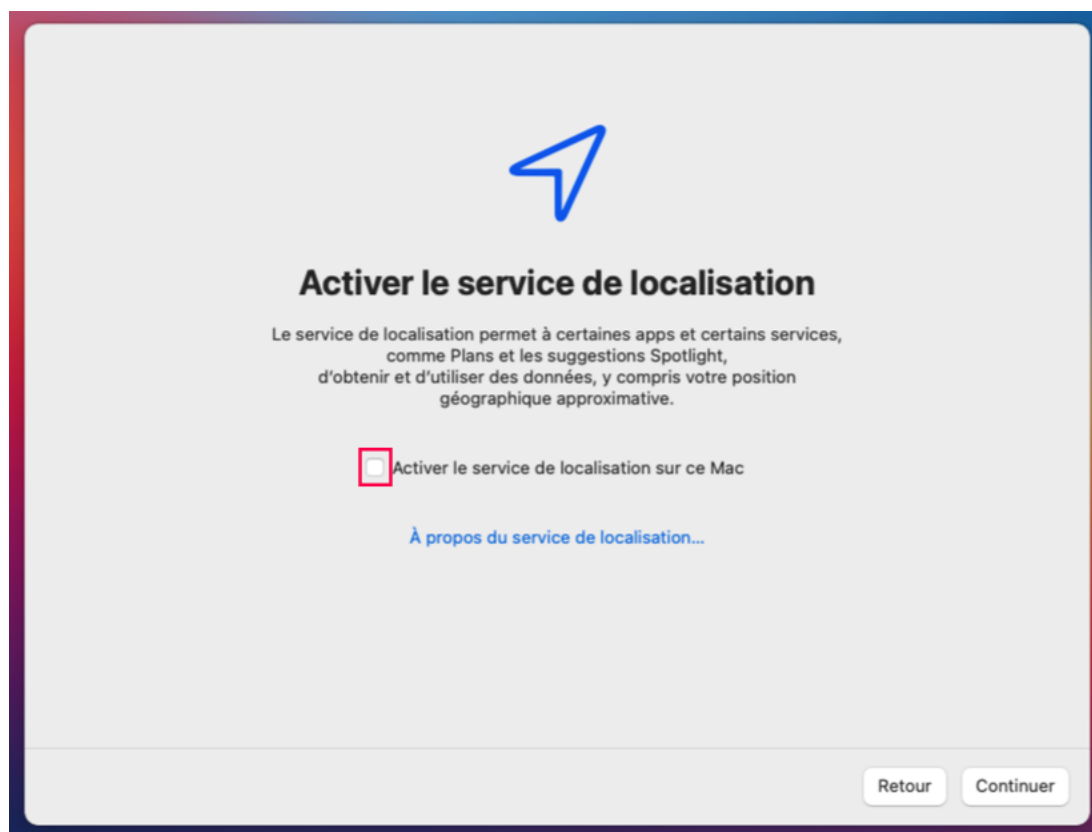 Activer le service de localisation
Le service de localisation permet à certaines apps et certains services,
comme Plans et les suggestions Spotlight,
d'obtenir et d'utiliser des données, y compris votre position
géographique approximative.
Activer le service de localisation sur ce Mac
À propos du service de localisation...
Retour
Continuer